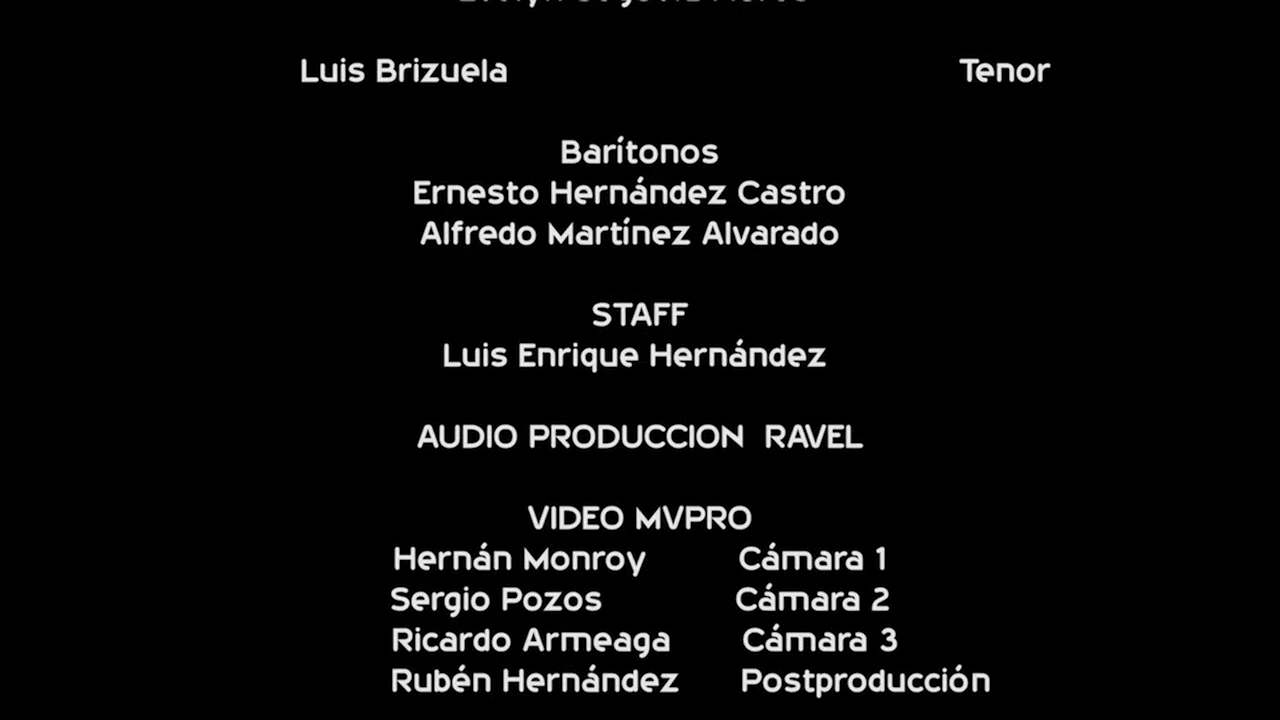 Luis Brizuela Tenor
Barítonos
Ernesto Hernández Castro
Alfredo Martínez Alvarado
STAFF
Luis Enrique Hernández
AUDIO PRODUCCION RAVEL
VIDEO MVPRO
Hernán Monroy Cámara 1
Sergio Pozos Cámara 2
Ricardo Armeaga Cámara 3
Rubén Hernández Postproducción